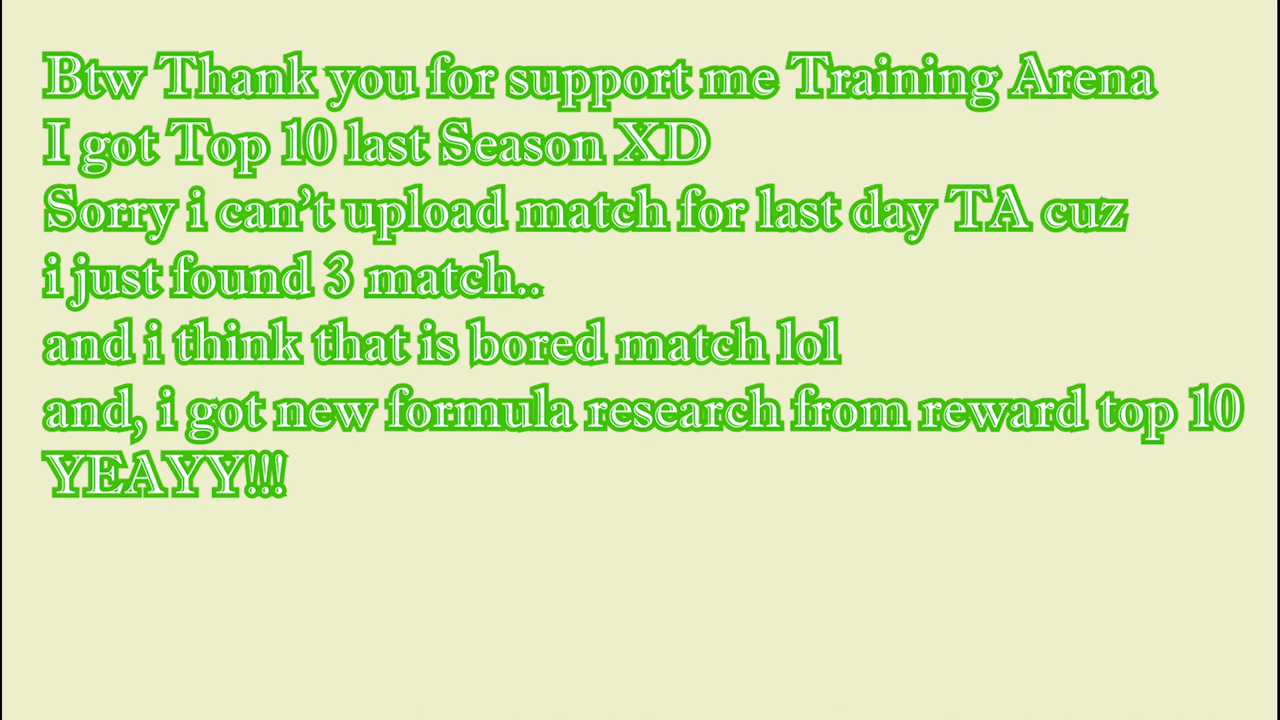 Btw Thank you for support me Training Arena
I got Top 10 last Season XD
Sorry i can't upload match for last day TA cuz
i just found 3 match..
and i think that is bored match lol
and, i got new formula research from reward top 10
YEAYY!!!